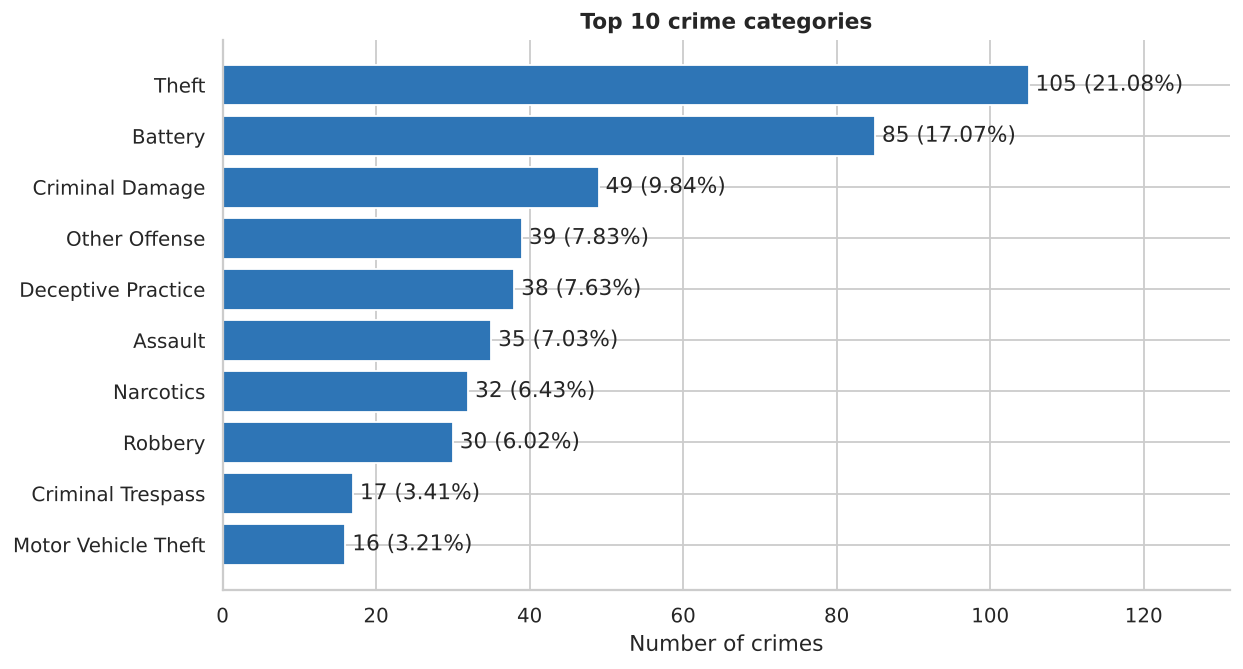 Top 10 crime categories
Theft 105 (21.08%)
Battery 85 (17.07%)
Criminal Damage 49 (9.84%)
Other Offense 39 (7.83%)
Deceptive Practice 38 (7.63%)
Assault 35 (7.03%)
Narcotics 32 (6.43%)
Robbery 30 (6.02%)
Criminal Trespass 17 (3.41%)
Motor Vehicle Theft 16 (3.21%)
0 20 40 60 80 100 120
Number of crimes